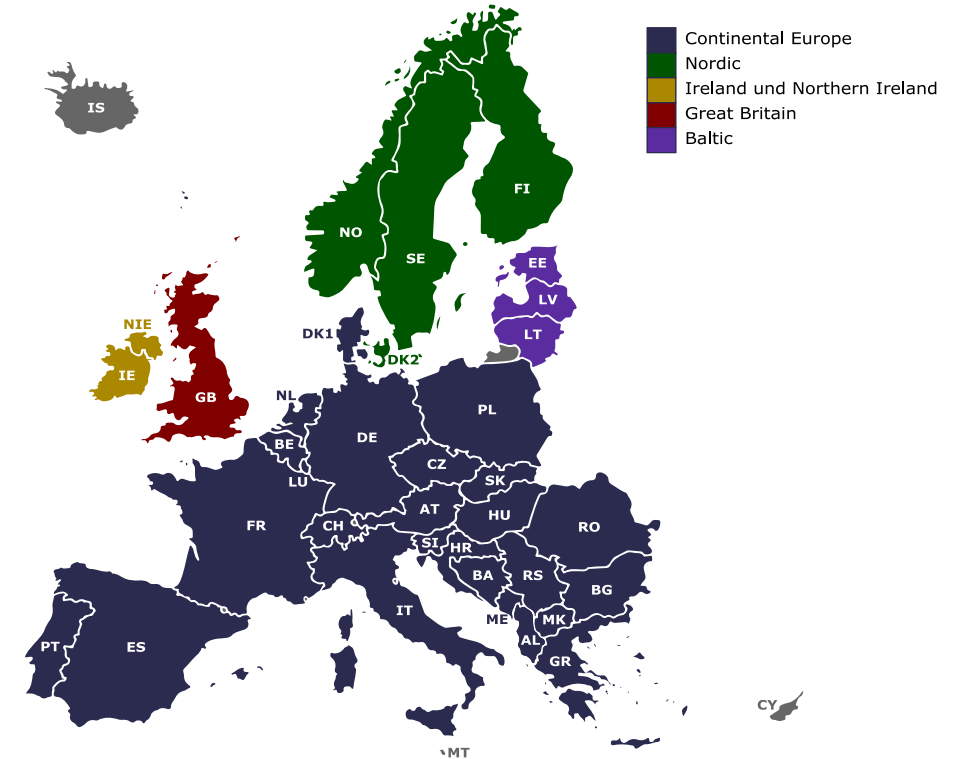 Continental Europe
Nordic
Ireland und Northern Ireland
Great Britain
Baltic
IS
FI
NO
SE
EE
LV
LT
NIE
DK1
DK2
IE
GB
NL
PL
DE
BE
CZ
LU
SK
AT
HU
FR
CH
RO
SI
HR
BA
RS
BG
IT
ME
MK
PT
ES
AL
GR
CY
MT